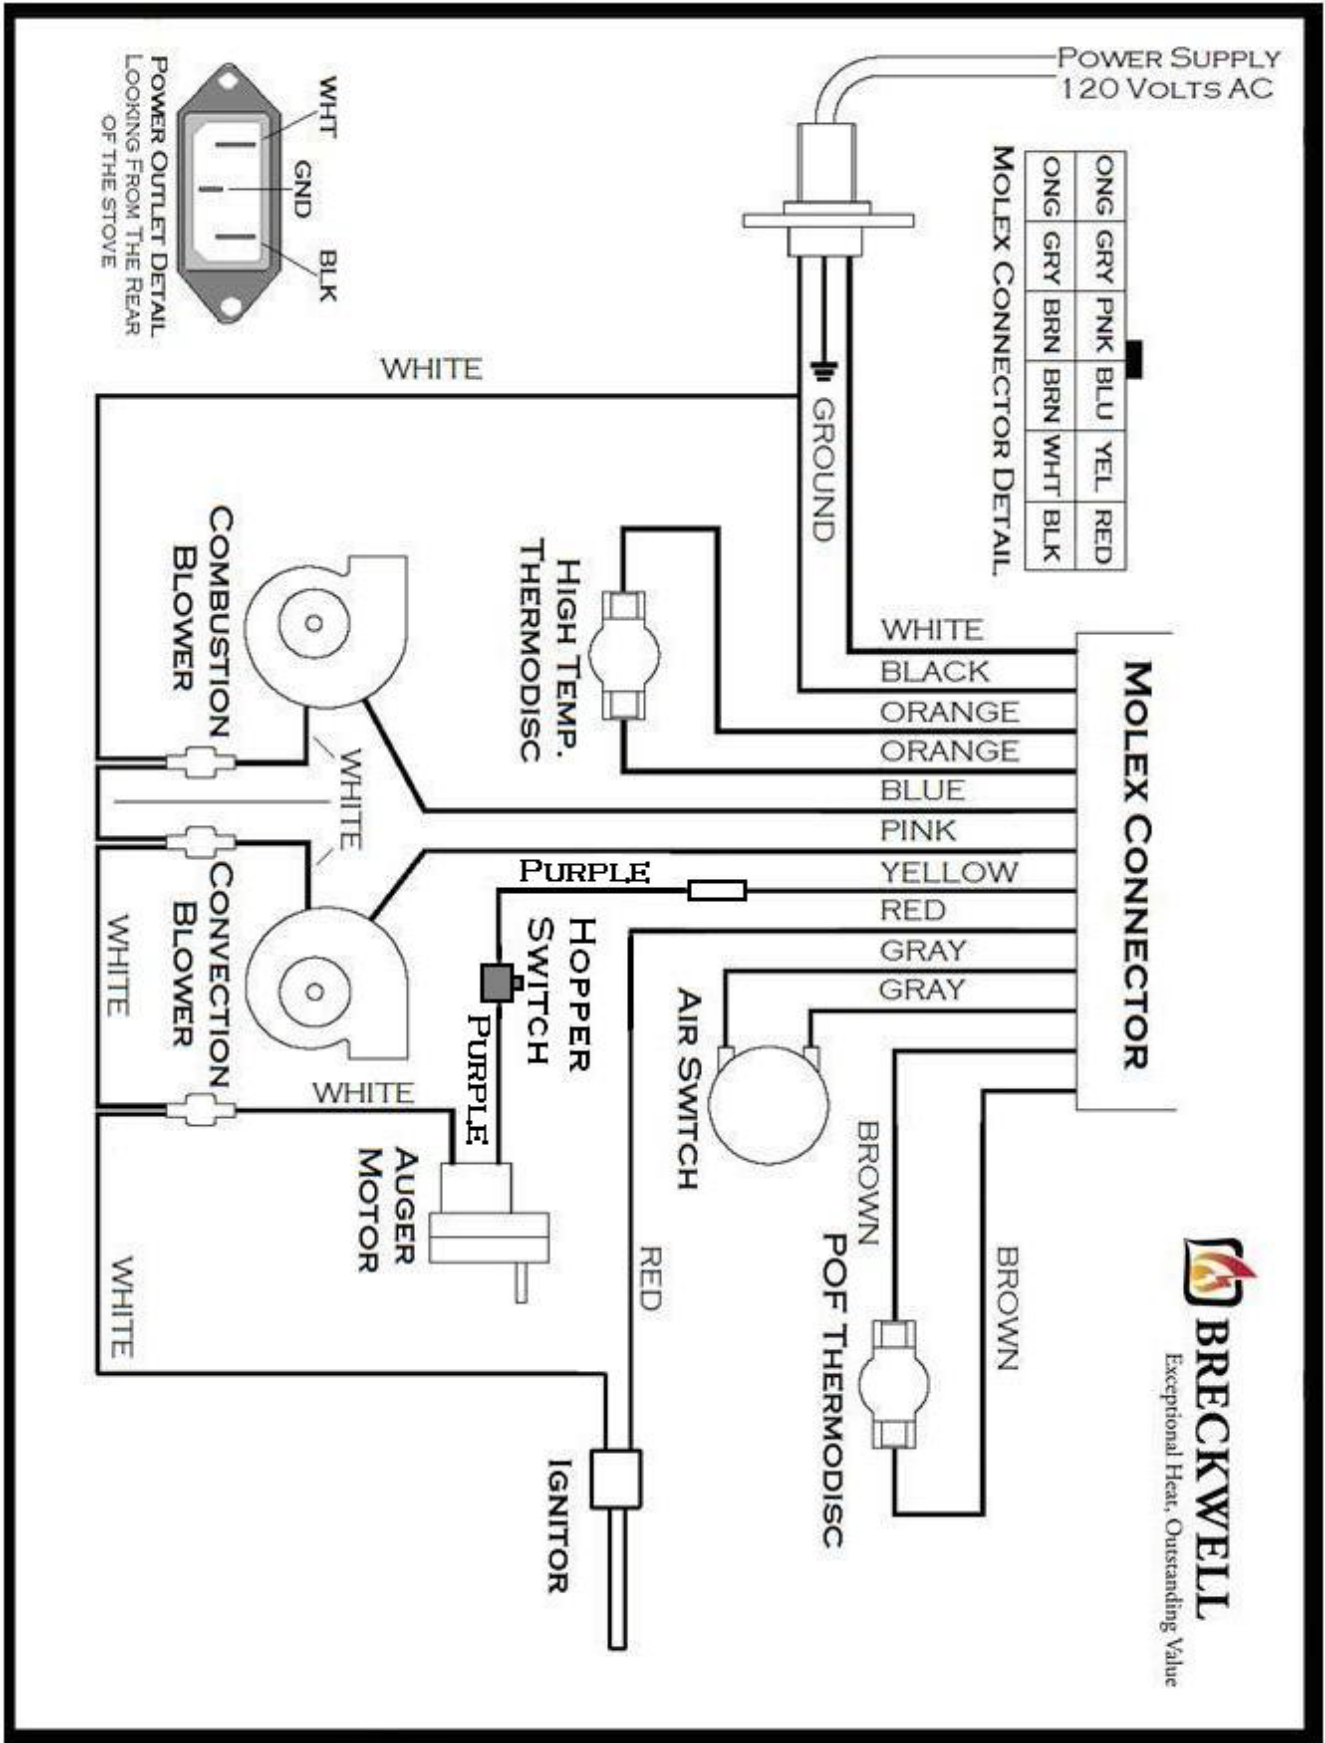 POWER SUPPLY
120 VOLTS AC
ONG GRY PNK BLU YEL RED
ONG GRY BRN BRN WHT BLK
MOLEX CONNECTOR DETAIL
WHT
GND
BLK
POWER OUTLET DETAIL
LOOKING FROM THE REAR
OF THE STOVE
WHITE
GROUND
HIGH TEMP.
THERMODISC
COMBUSTION
BLOWER
WHITE
BLACK
ORANGE
ORANGE
BLUE
PINK
YELLOW
RED
GRAY
GRAY
MOLEX CONNECTOR
WHITE
PURPLE
HOPPER
SWITCH
PURPLE
CONVECTION
BLOWER
WHITE
WHITE
AUGER
MOTOR
AIR SWITCH
BROWN
BROWN
POF THERMODISC
RED
WHITE
IGNITOR
BRECKWELL
Exceptional Heat, Outstanding Value